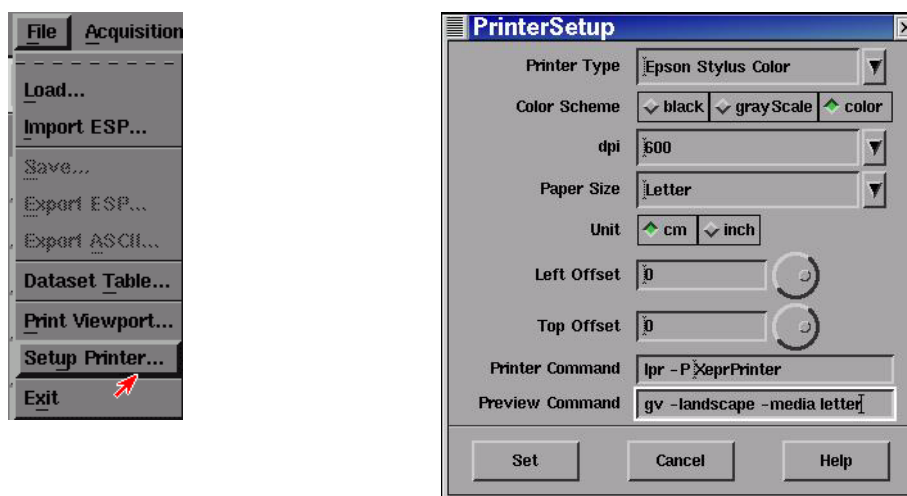 File Acquisition
Load...
Import ESP...
Save...
Export ESP...
Export ASCII...
Dataset Table...
Print Viewport...
Setup Printer...
Exit
PrinterSetup
Printer Type Epson Stylus Color
Color Scheme black grayScale color
dpi 600
Paper Size Letter
Unit cm inch
Left Offset 0
Top Offset 0
Printer Command lpr -P XeprPrinter
Preview Command gv -landscape -media letter
Set Cancel Help